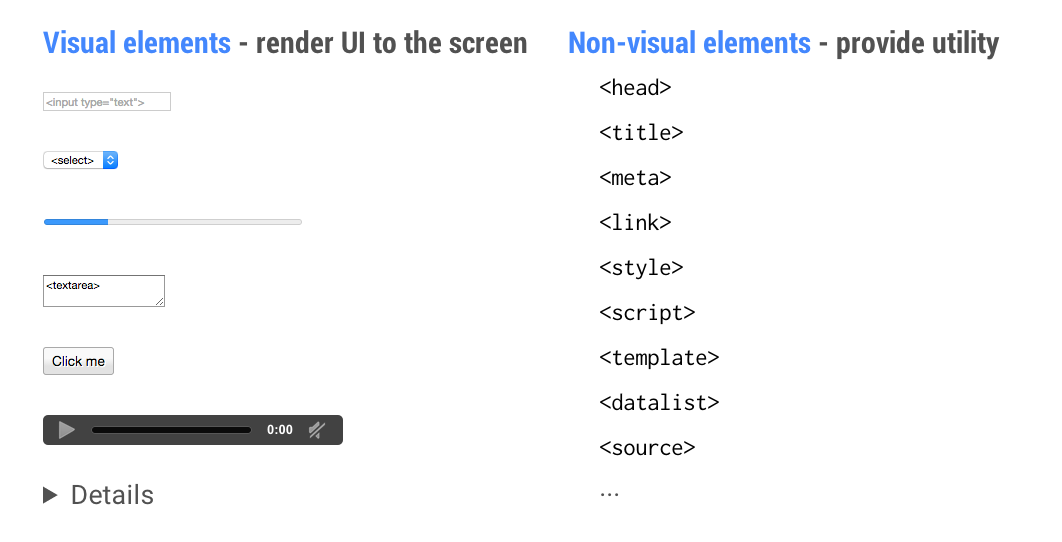 Visual elements - render UI to the screen
<input type="text">
<select>
<textarea>
Click me
0:00
Details
Non-visual elements - provide utility
<head>
<title>
<meta>
<link>
<style>
<script>
<template>
<datalist>
<source>
...